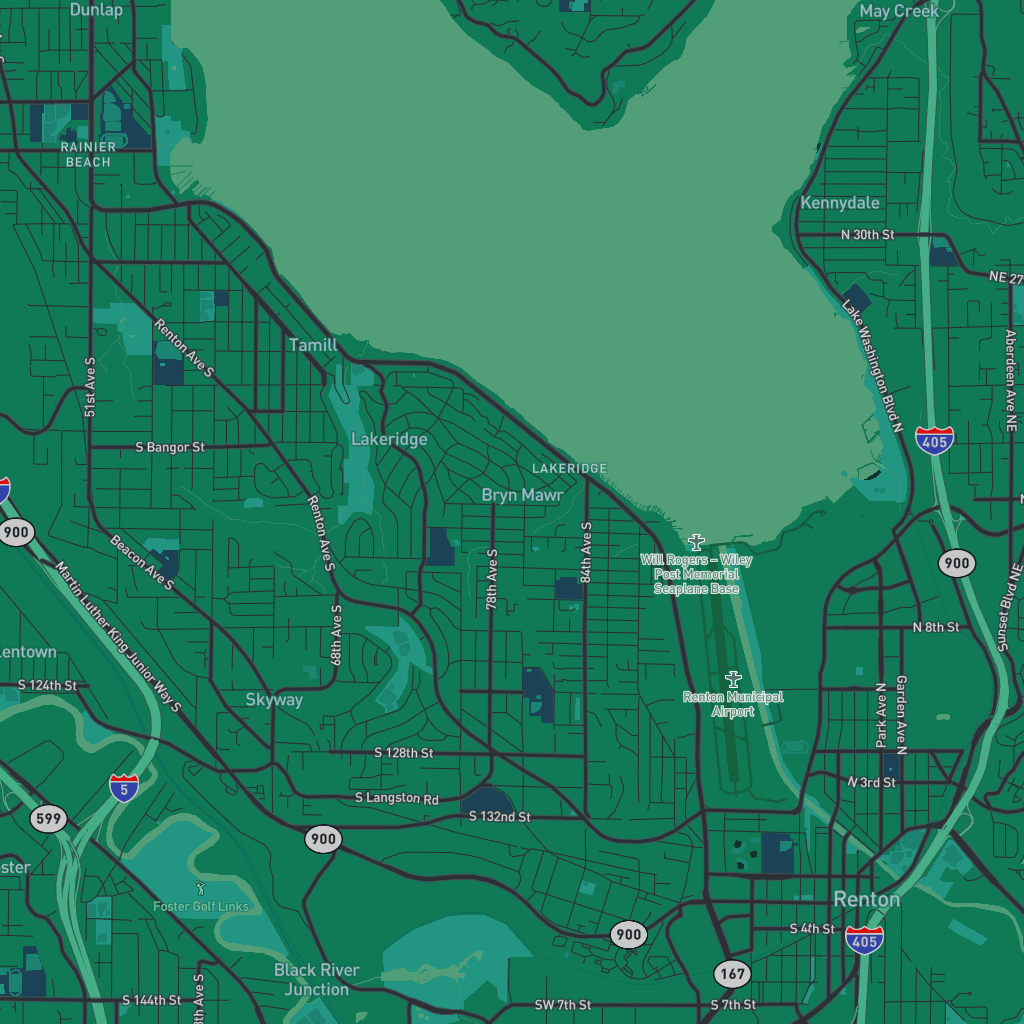 Dunlap
May Creek
RAINIER
BEACH
Kennydale
N 30th St
NE 27
Lake Washington Blvd N
Aberdeen Ave NE
Renton Ave S
Tamill
51st Ave S
S Bangor St
Lakeridge
405
LAKERIDGE
Bryn Mawr
900
Renton Ave S
Beacon Ave S
84th Ave S
78th Ave S
Will Rogers – Wiley
Post Memorial
Seaplane Base
900
Sunset Blvd NE
Martin Luther King Junior Way S
68th Ave S
N 8th St
lentown
S 124th St
Skyway
Renton Municipal
Airport
Park Ave N
Garden Ave N
S 128th St
N 3rd St
5
S Langston Rd
599
S 132nd St
900
ster
Foster Golf Links
Renton
900
S 4th St
405
Black River
Junction
167
S 144th St
8th Ave S
SW 7th St
S 7th St